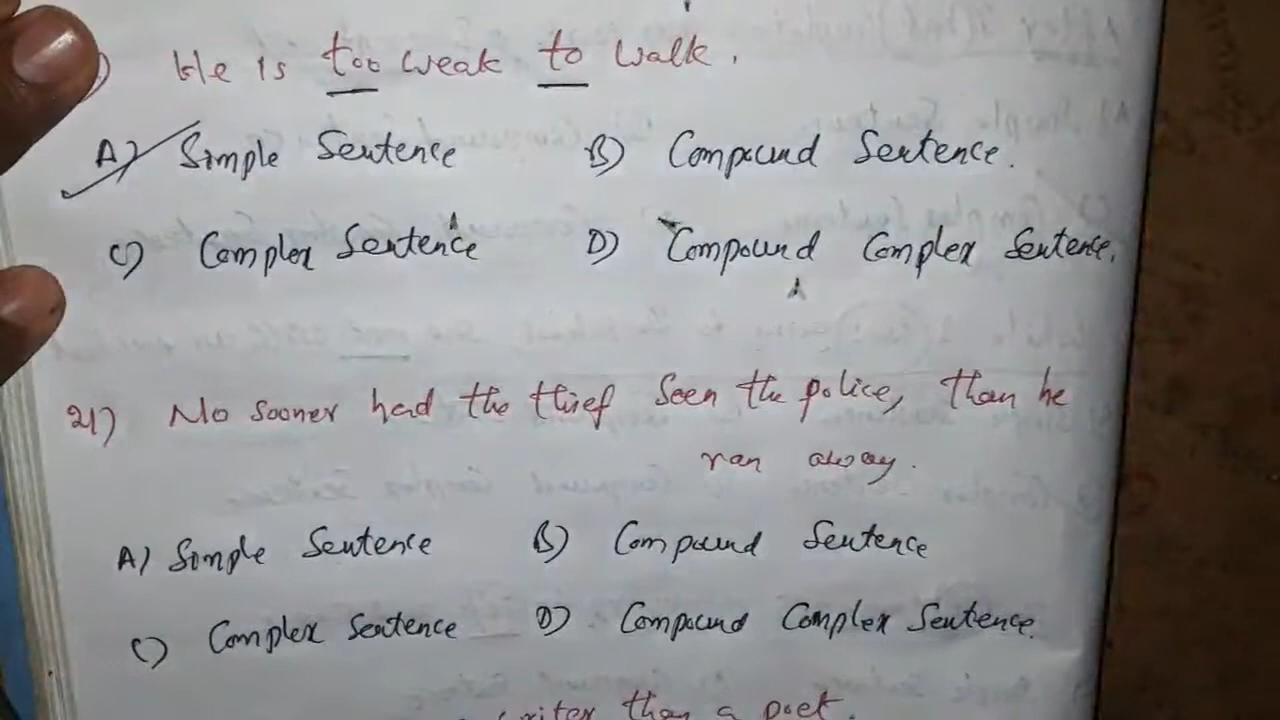 ) He is too weak to walk.
A) Simple Sentence B) Compound Sentence.
C) Complex Sentence D) Compound Complex Sentence.
21) No sooner had the thief seen the police, than he
ran away.
A) Simple Sentence B) Compound Sentence
C) Complex Sentence D) Compound Complex Sentence.
writer than a poet.